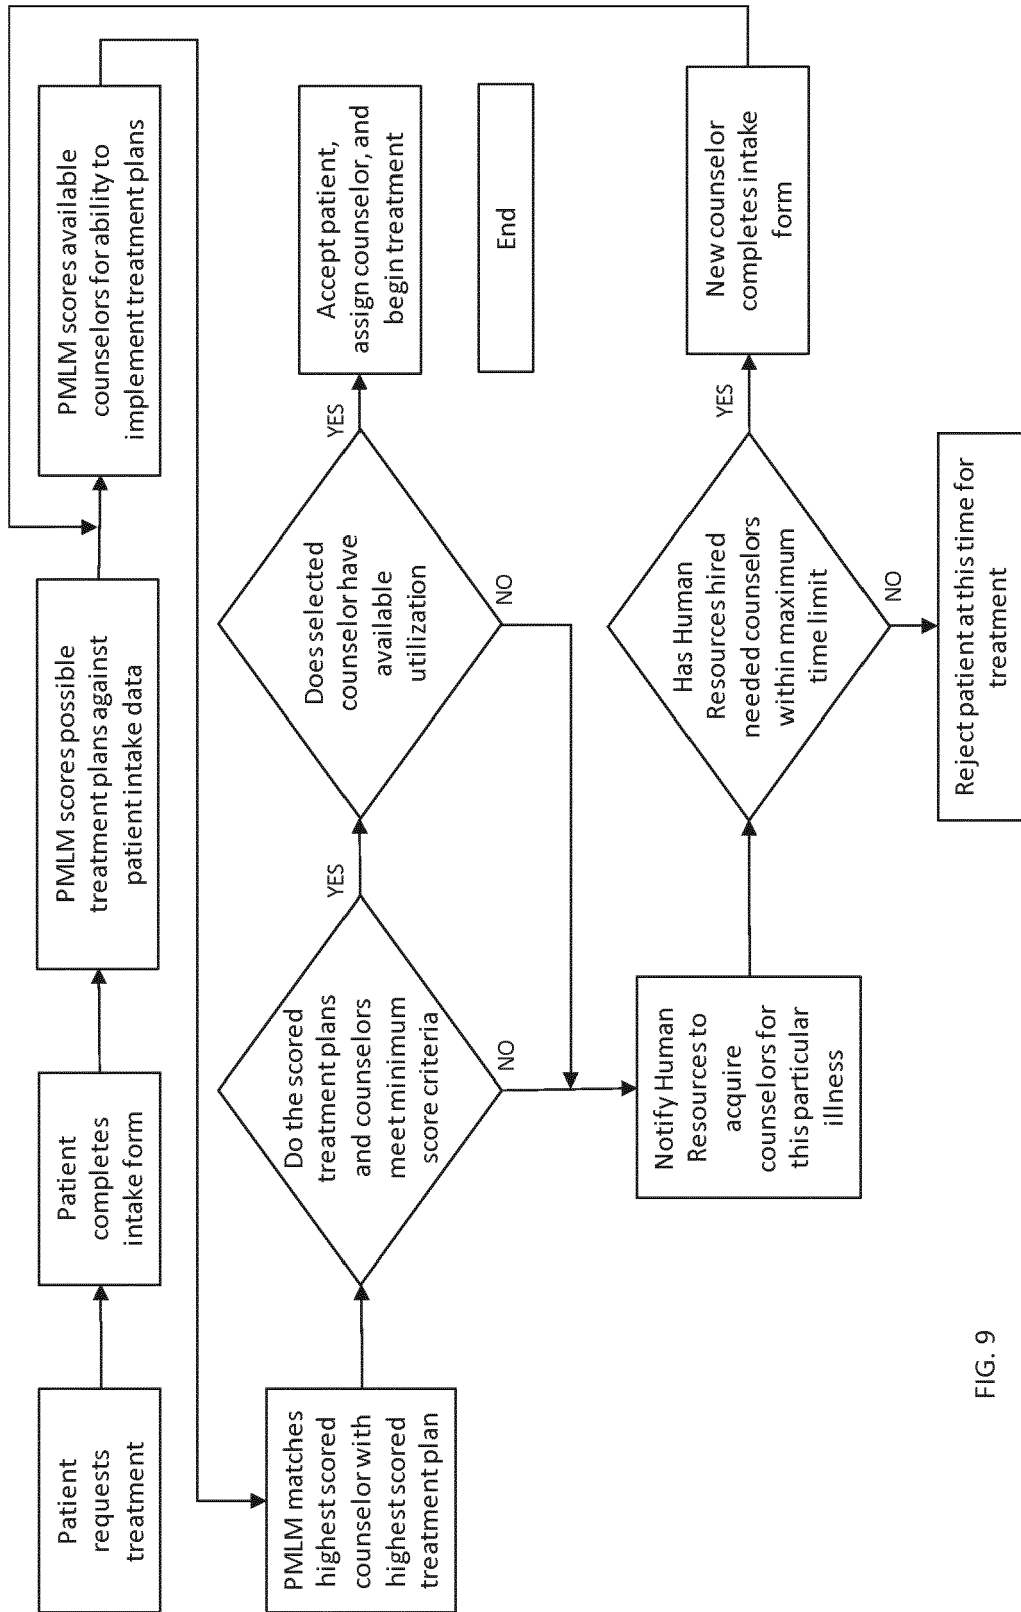 Patient
requests
treatment
Patient
completes
intake form
PMLM scores possible
treatment plans against
patient intake data
PMLM scores available
counselors for ability to
implement treatment plans
PMLM matches
highest scored
counselor with
highest scored
treatment plan
Do the scored
treatment plans
and counselors
meet minimum
score criteria
YES
NO
Does selected
counselor have
available
utilization
YES
NO
Accept patient,
assign counselor, and
begin treatment
End
Notify Human
Resources to
acquire
counselors for
this particular
illness
Has Human
Resources hired
needed counselors
within maximum
time limit
YES
NO
New counselor
completes intake
form
Reject patient at this time for
treatment
FIG. 9